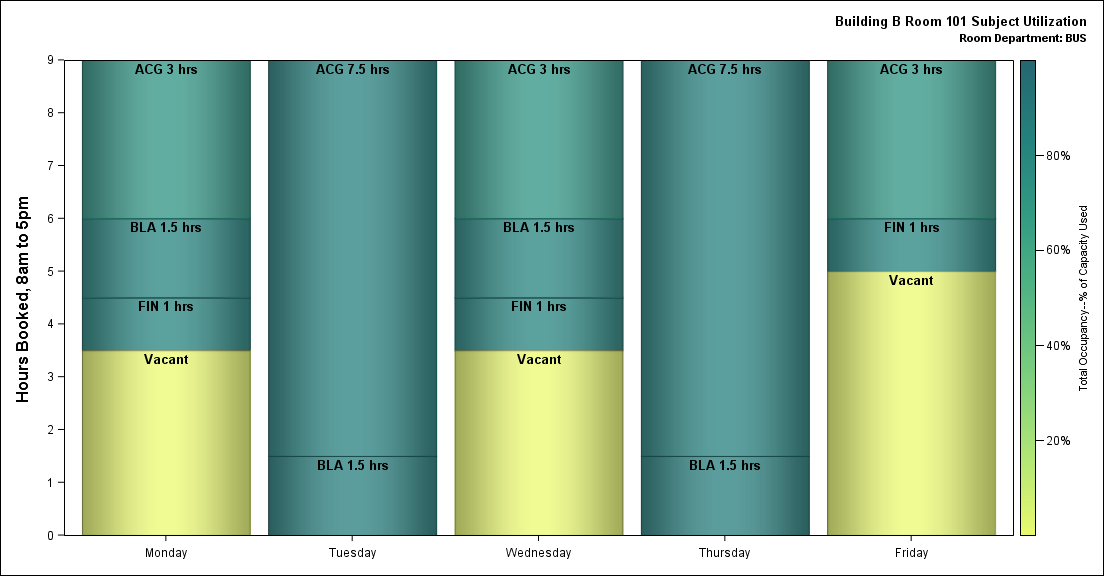 Building B Room 101 Subject Utilization
Room Department: BUS
Hours Booked, 8am to 5pm
9
8
7
6
5
4
3
2
1
0
ACG 3 hrs
BLA 1.5 hrs
FIN 1 hrs
Vacant
ACG 7.5 hrs
BLA 1.5 hrs
ACG 3 hrs
BLA 1.5 hrs
FIN 1 hrs
Vacant
ACG 7.5 hrs
BLA 1.5 hrs
ACG 3 hrs
FIN 1 hrs
Vacant
Monday
Tuesday
Wednesday
Thursday
Friday
80%
60%
40%
20%
Total Occupancy--% of Capacity Used